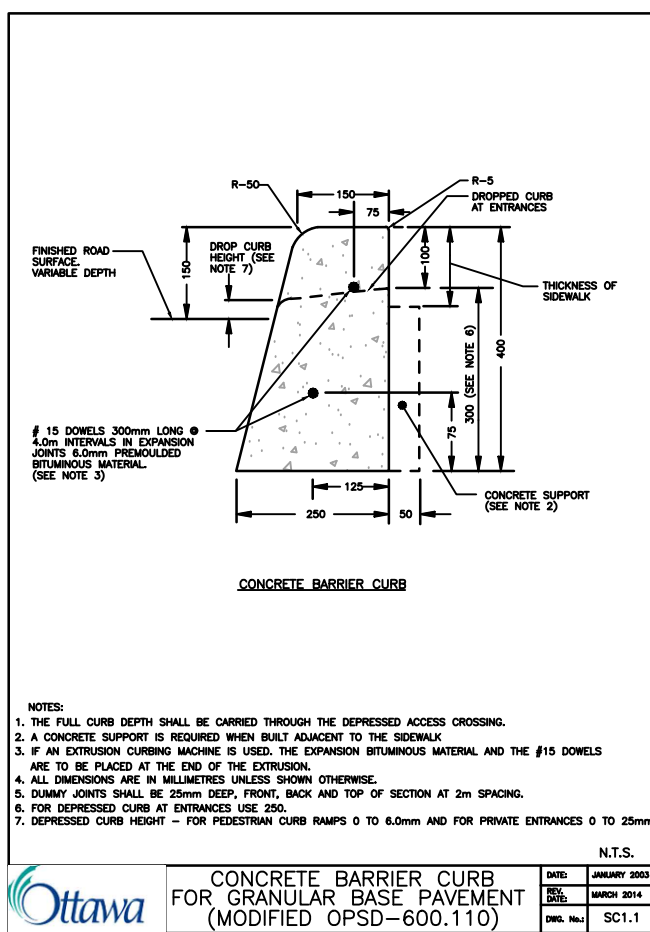 150
R-50
R-5
75
DROPPED CURB
AT ENTRANCES
FINISHED ROAD
SURFACE.
VARIABLE DEPTH
150
DROP CURB
HEIGHT (SEE
NOTE 7)
100
THICKNESS OF
SIDEWALK
300 (SEE NOTE 6)
400
# 15 DOWELS 300mm LONG @
4.0m INTERVALS IN EXPANSION
JOINTS 6.0mm PREMOULDED
BITUMINOUS MATERIAL.
(SEE NOTE 3)
75
125
250
50
CONCRETE SUPPORT
(SEE NOTE 2)
CONCRETE BARRIER CURB
NOTES:
1. THE FULL CURB DEPTH SHALL BE CARRIED THROUGH THE DEPRESSED ACCESS CROSSING.
2. A CONCRETE SUPPORT IS REQUIRED WHEN BUILT ADJACENT TO THE SIDEWALK
3. IF AN EXTRUSION CURBING MACHINE IS USED. THE EXPANSION BITUMINOUS MATERIAL AND THE #15 DOWELS
ARE TO BE PLACED AT THE END OF THE EXTRUSION.
4. ALL DIMENSIONS ARE IN MILLIMETRES UNLESS SHOWN OTHERWISE.
5. DUMMY JOINTS SHALL BE 25mm DEEP, FRONT, BACK AND TOP OF SECTION AT 2m SPACING.
6. FOR DEPRESSED CURB AT ENTRANCES USE 250.
7. DEPRESSED CURB HEIGHT – FOR PEDESTRIAN CURB RAMPS 0 TO 6.0mm AND FOR PRIVATE ENTRANCES 0 TO 25mm
N.T.S.
Ottawa
CONCRETE BARRIER CURB
FOR GRANULAR BASE PAVEMENT
(MODIFIED OPSD-600.110)
DATE: JANUARY 2003
REV. DATE: MARCH 2014
DWG. No.: SC1.1